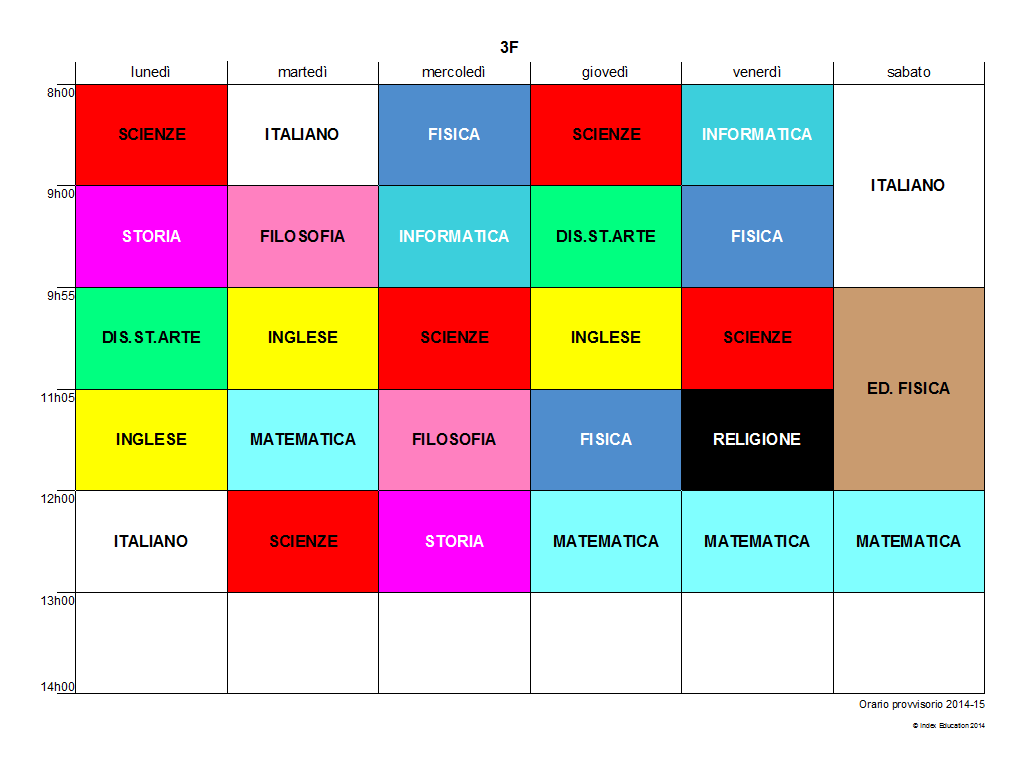 3F
lunedì martedì mercoledì giovedì venerdì sabato
8h00
SCIENZE ITALIANO FISICA SCIENZE INFORMATICA
ITALIANO
9h00
STORIA FILOSOFIA INFORMATICA DIS.ST.ARTE FISICA
9h55
DIS.ST.ARTE INGLESE SCIENZE INGLESE SCIENZE
ED. FISICA
11h05
INGLESE MATEMATICA FILOSOFIA FISICA RELIGIONE
12h00
ITALIANO SCIENZE STORIA MATEMATICA MATEMATICA MATEMATICA
13h00
14h00
Orario provvisorio 2014-15
© Index Education 2014